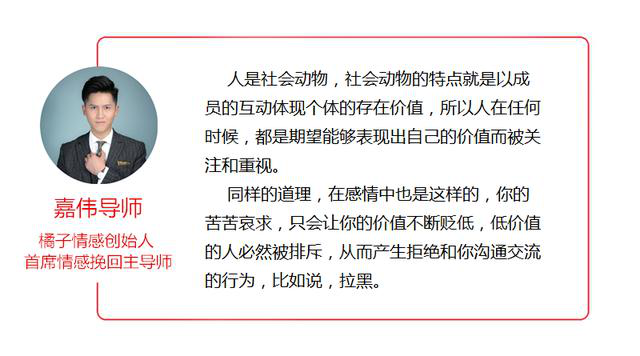 人是社会动物，社会动物的特点就是以成
员的互动体现个体的存在价值，所以人在任何
时候，都是期望能够表现出自己的价值而被关
注和重视。
同样的道理，在感情中也是这样的，你的
苦苦哀求，只会让你的价值不断贬低，低价值
的人必然被排斥，从而产生拒绝和你沟通交流
的行为，比如说，拉黑。
嘉伟导师
橘子情感创始人
首席情感挽回主导师